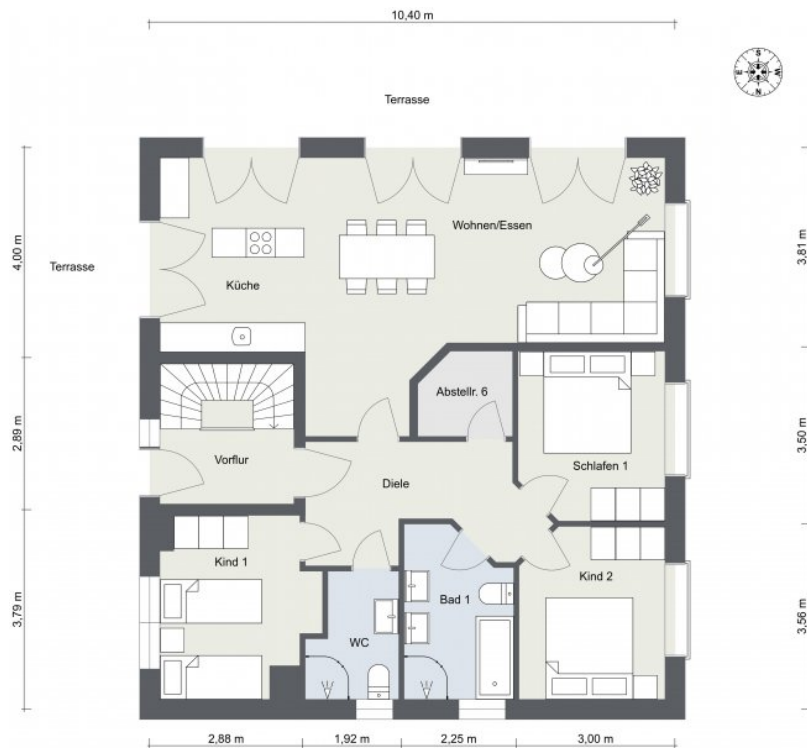 10,40 m
S
E W
N
Terrasse
Wohnen/Essen
4,00 m
3,81 m
Terrasse
Küche
Abstellr. 6
2,89 m
3,50 m
Vorflur
Schlafen 1
Diele
Kind 1
Kind 2
Bad 1
3,79 m
3,56 m
WC
2,88 m 1,92 m 2,25 m 3,00 m